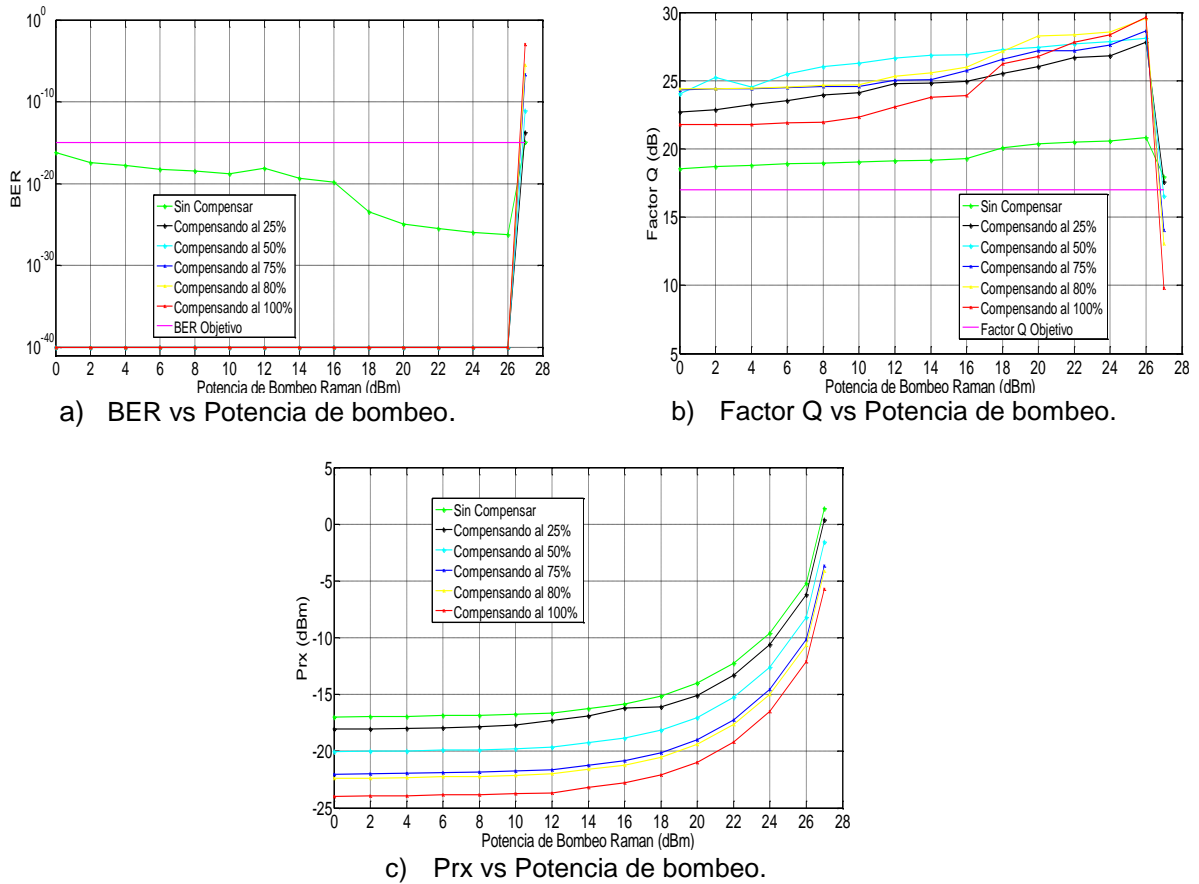 10^0
10^-10
10^-20
10^-30
10^-40
BER
Sin Compensar
Compensando al 25%
Compensando al 50%
Compensando al 75%
Compensando al 80%
Compensando al 100%
BER Objetivo
0 2 4 6 8 10 12 14 16 18 20 22 24 26 28
Potencia de Bombeo Raman (dBm)
a) BER vs Potencia de bombeo.
30
25
20
15
10
5
Factor Q (dB)
Sin Compensar
Compensando al 25%
Compensando al 50%
Compensando al 75%
Compensando al 80%
Compensando al 100%
Factor Q Objetivo
0 2 4 6 8 10 12 14 16 18 20 22 24 26 28
Potencia de Bombeo Raman (dBm)
b) Factor Q vs Potencia de bombeo.
5
0
-5
-10
-15
-20
-25
Prx (dBm)
Sin Compensar
Compensando al 25%
Compensando al 50%
Compensando al 75%
Compensando al 80%
Compensando al 100%
0 2 4 6 8 10 12 14 16 18 20 22 24 26 28
Potencia de Bombeo Raman (dBm)
c) Prx vs Potencia de bombeo.